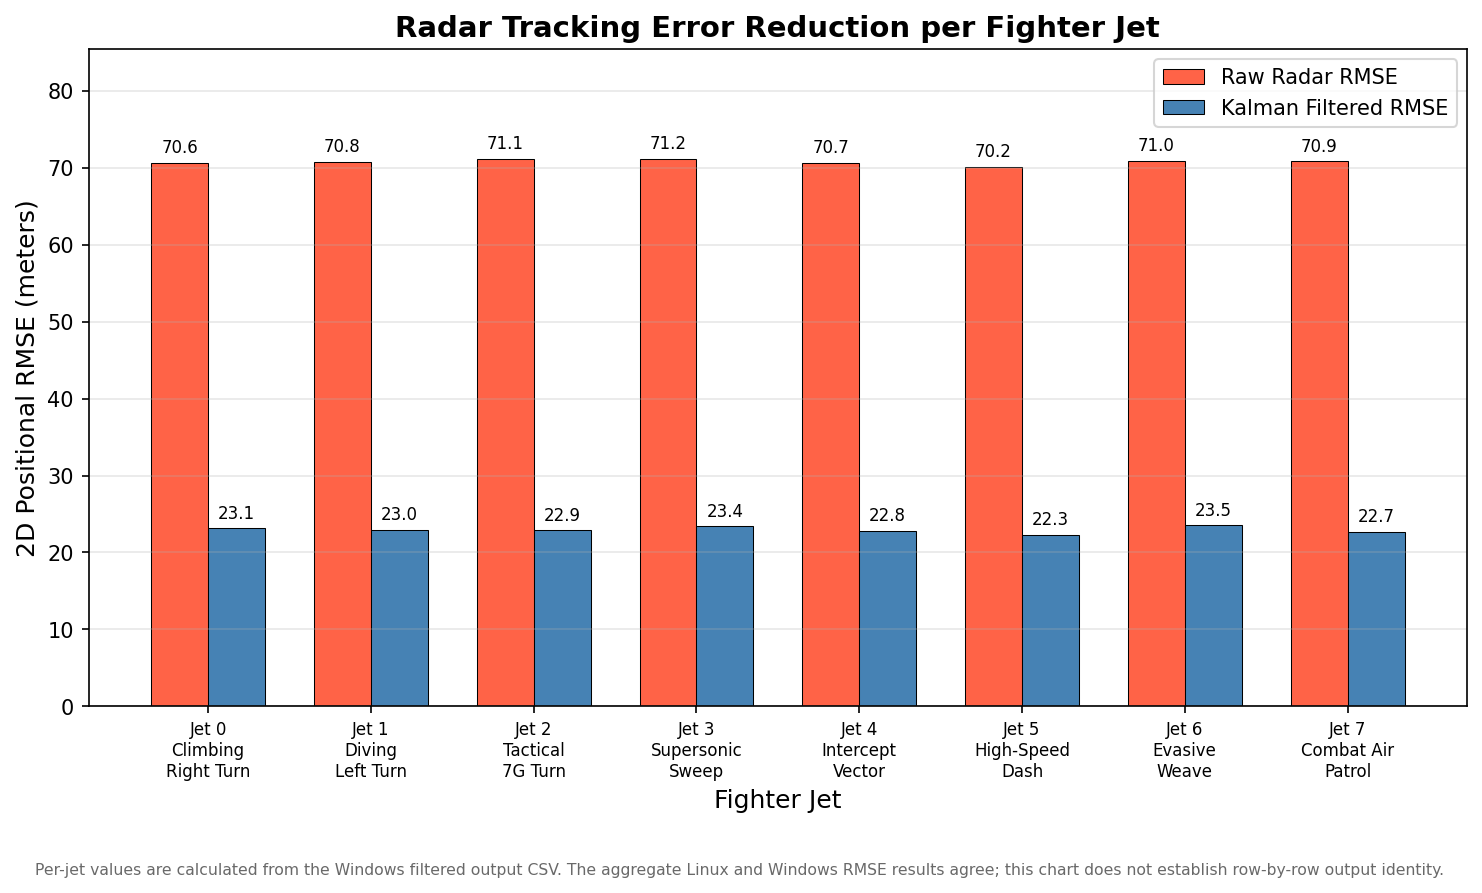 Radar Tracking Error Reduction per Fighter Jet
Raw Radar RMSE
Kalman Filtered RMSE
2D Positional RMSE (meters)
80
70
60
50
40
30
20
10
0
70.6
23.1
70.8
23.0
71.1
22.9
71.2
23.4
70.7
22.8
70.2
22.3
71.0
23.5
70.9
22.7
Jet 0
Climbing
Right Turn
Jet 1
Diving
Left Turn
Jet 2
Tactical
7G Turn
Jet 3
Supersonic
Sweep
Jet 4
Intercept
Vector
Jet 5
High-Speed
Dash
Jet 6
Evasive
Weave
Jet 7
Combat Air
Patrol
Fighter Jet
Per-jet values are calculated from the Windows filtered output CSV. The aggregate Linux and Windows RMSE results agree; this chart does not establish row-by-row output identity.